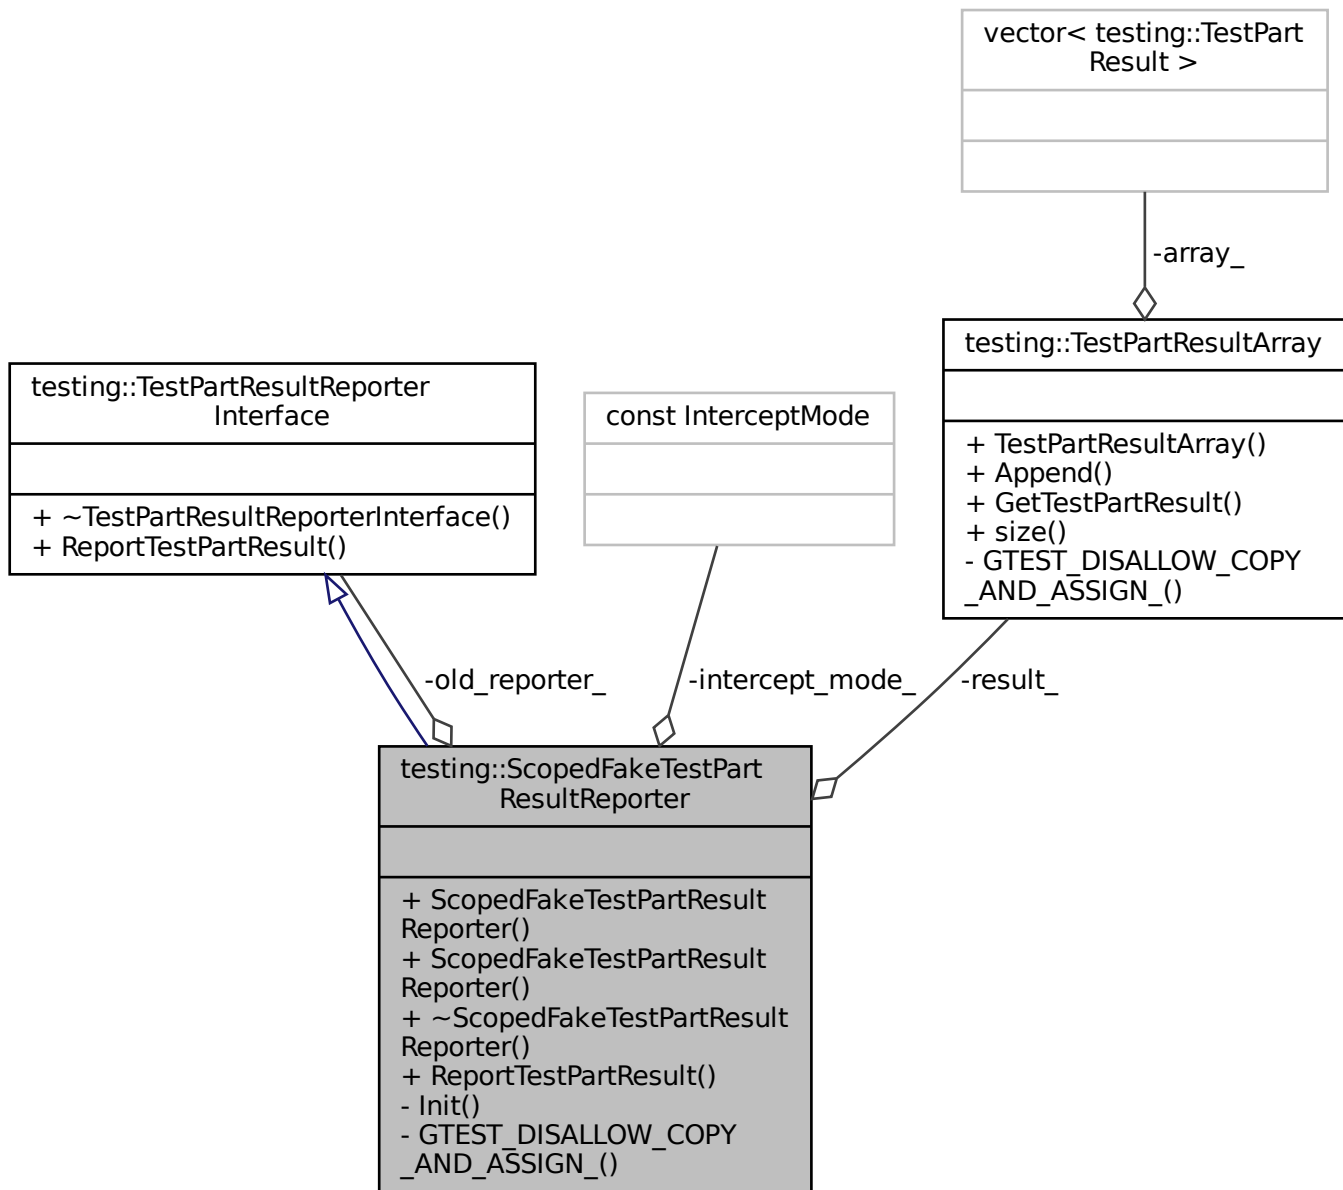 vector< testing::TestPart
Result >
-array_
testing::TestPartResultArray
+ TestPartResultArray()
+ Append()
+ GetTestPartResult()
+ size()
- GTEST_DISALLOW_COPY
_AND_ASSIGN_()
testing::TestPartResultReporter
Interface
+ ~TestPartResultReporterInterface()
+ ReportTestPartResult()
const InterceptMode
-old_reporter_
-intercept_mode_
-result_
testing::ScopedFakeTestPart
ResultReporter
+ ScopedFakeTestPartResult
Reporter()
+ ScopedFakeTestPartResult
Reporter()
+ ~ScopedFakeTestPartResult
Reporter()
+ ReportTestPartResult()
- Init()
- GTEST_DISALLOW_COPY
_AND_ASSIGN_()